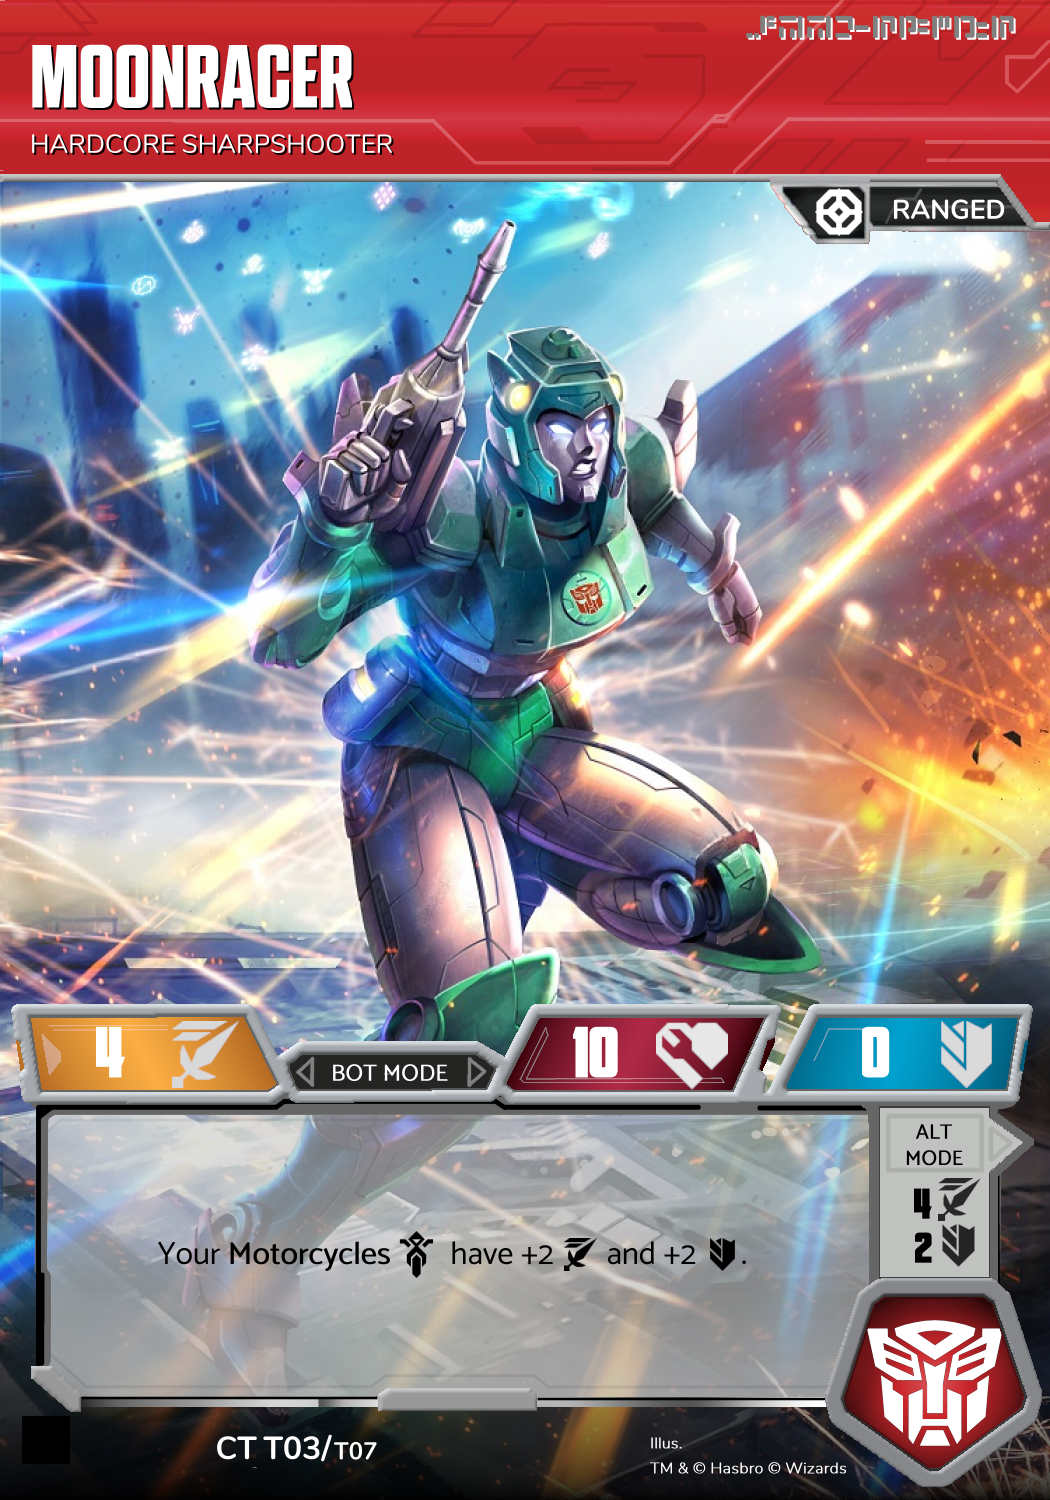 MOONRACER
HARDCORE SHARPSHOOTER
RANGED
4
10
0
BOT MODE
ALT
MODE
4
2
Your Motorcycles have +2 and +2 .
CT T03/T07
Illus.
TM & © Hasbro © Wizards